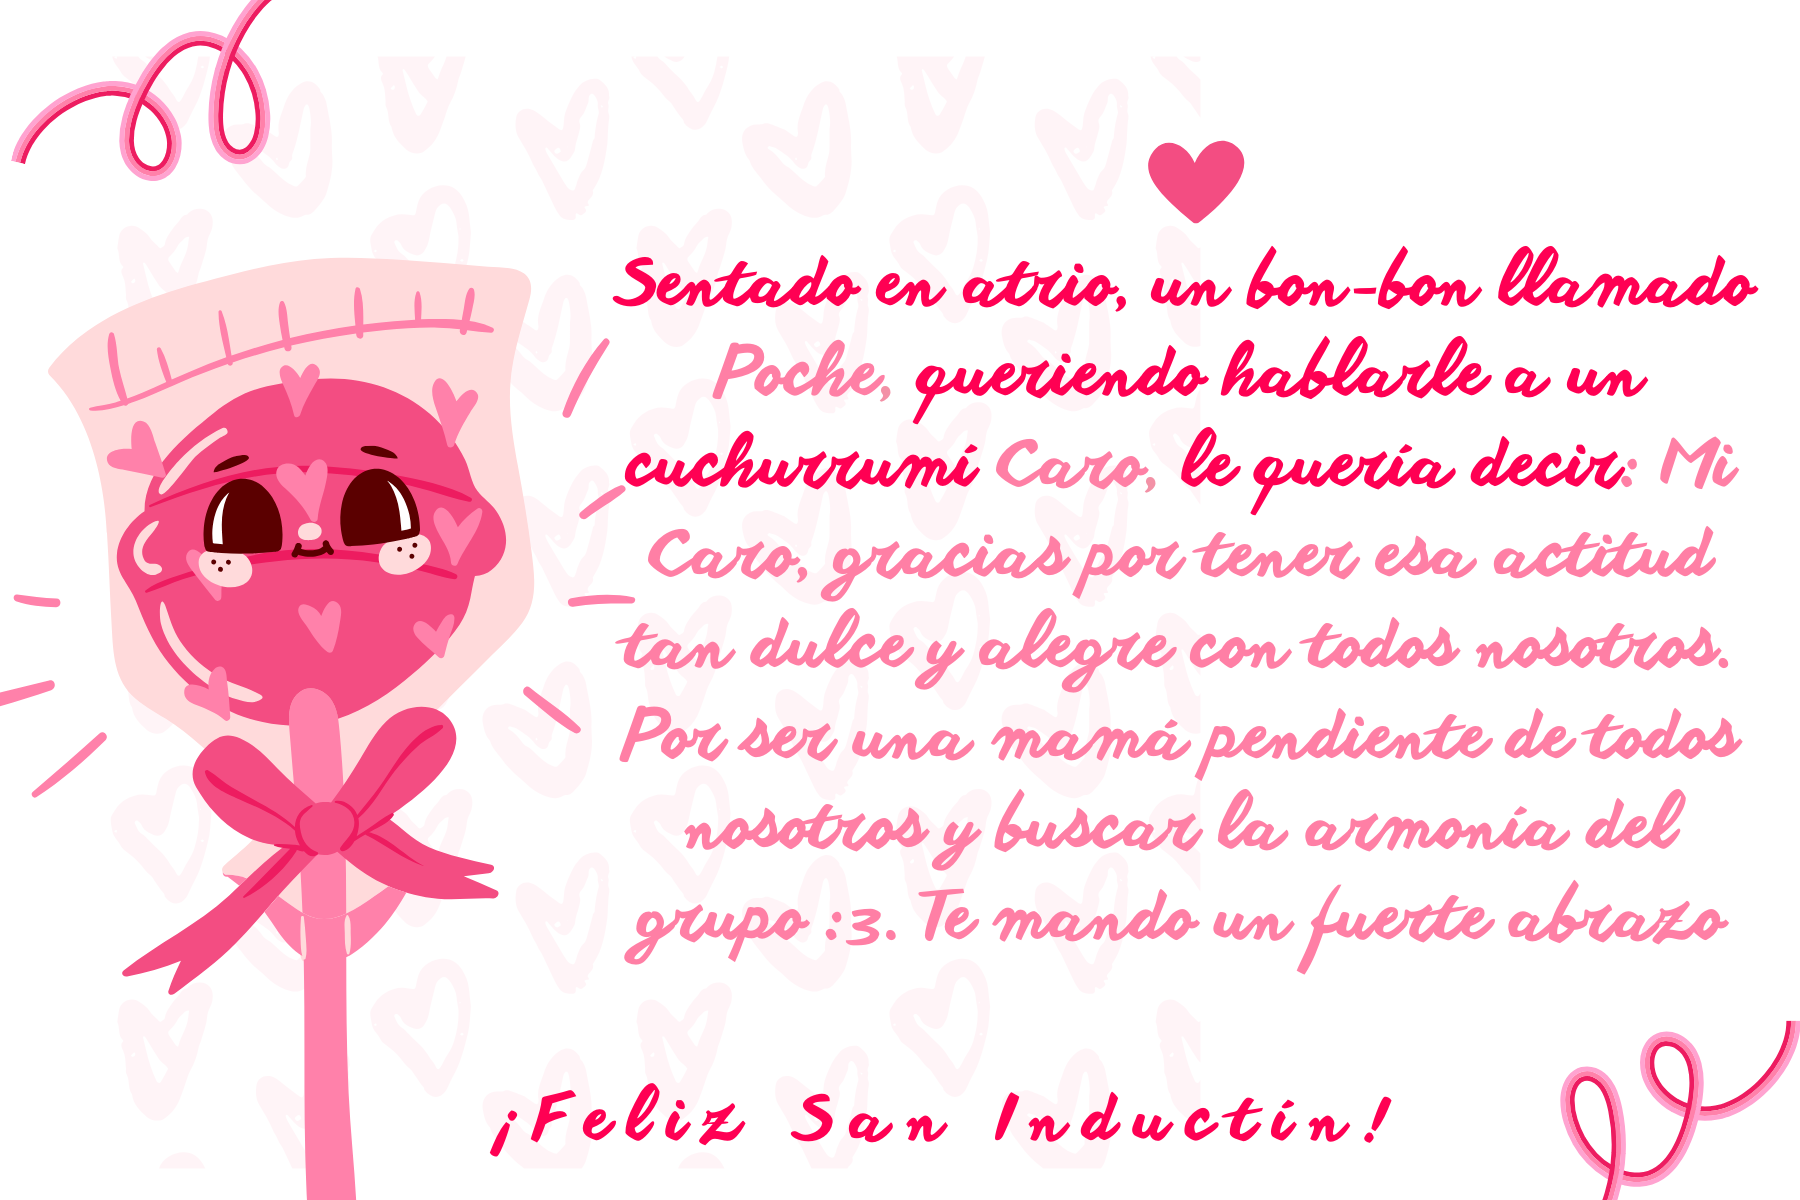 Sentado en atrio, un bon-bon llamado
Poche, queriendo hablarle a un
cuchurrumí Caro, le quería decir: Mi
Caro, gracias por tener esa actitud
tan dulce y alegre con todos nosotros.
Por ser una mamá pendiente de todos
nosotros y buscar la armonía del
grupo :3. Te mando un fuerte abrazo
¡Feliz San Inductín!